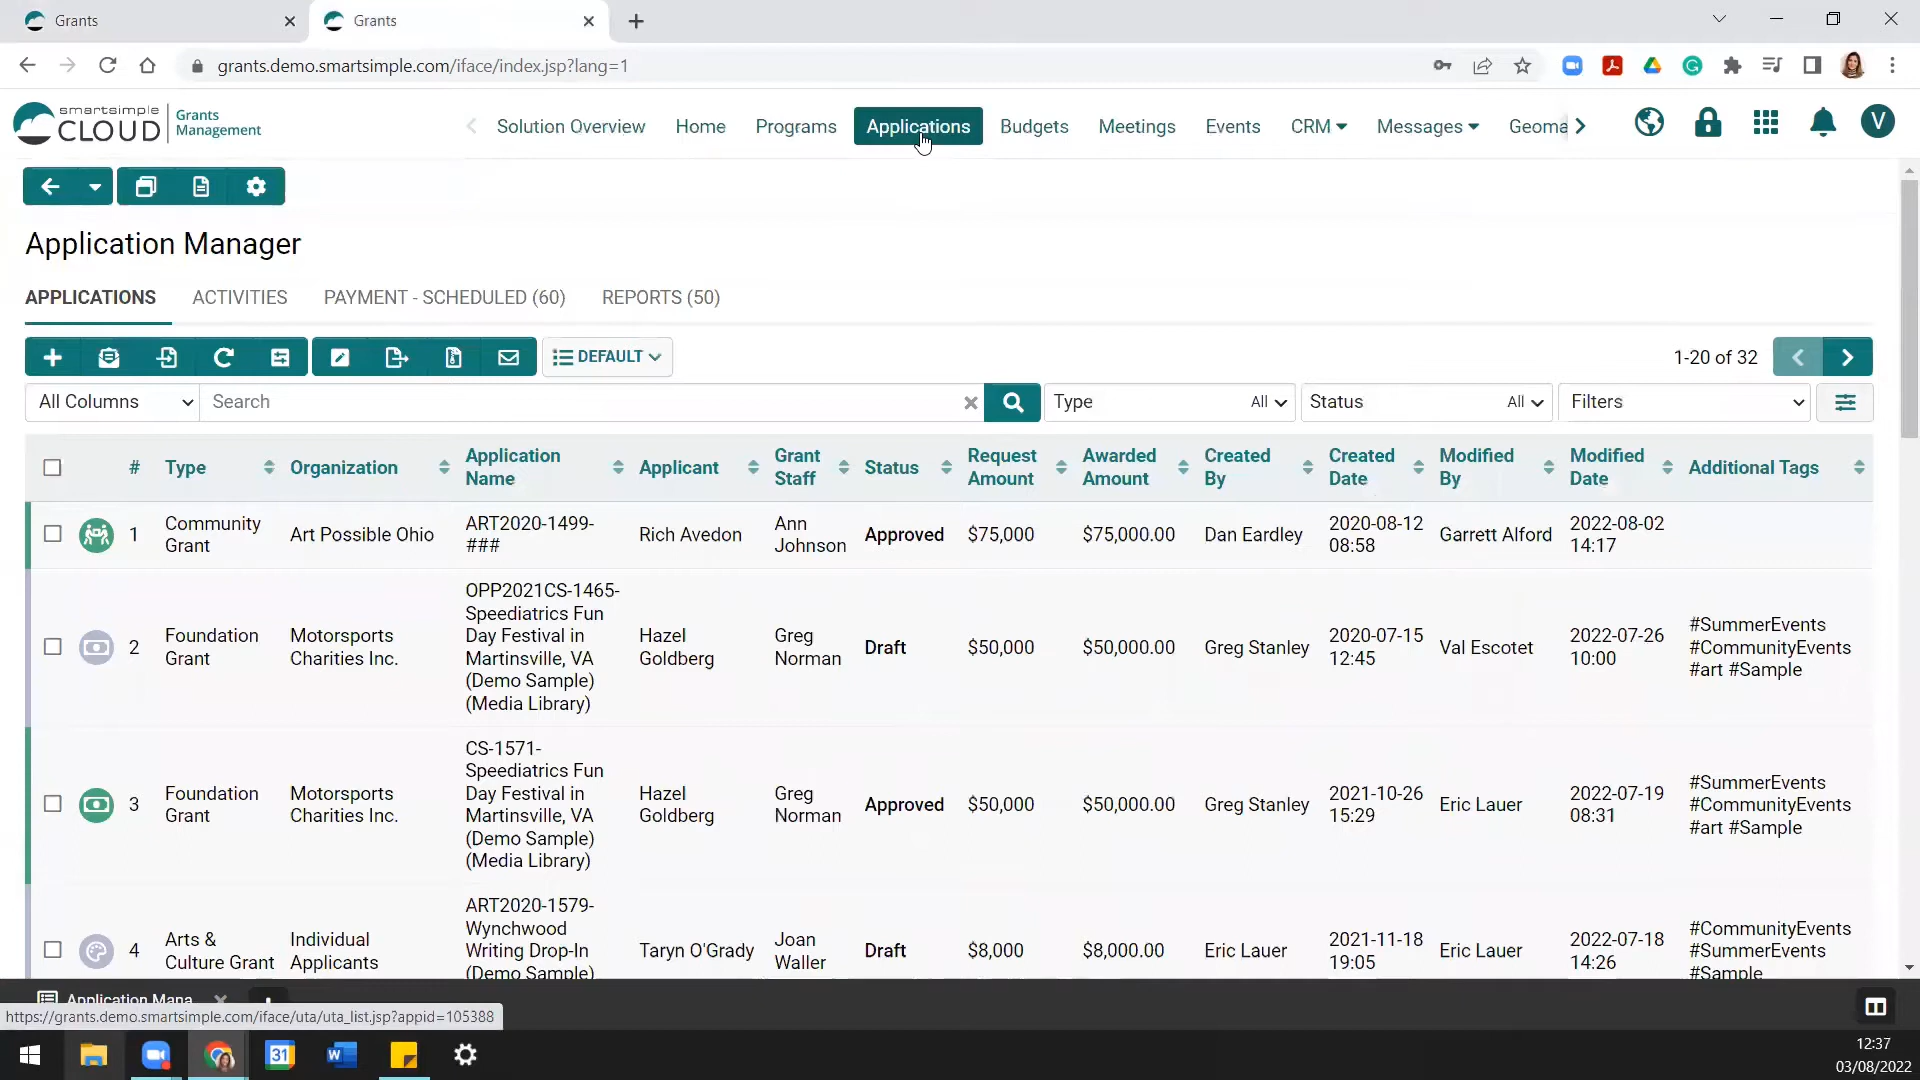 Grants
Grants
grants.demo.smartsimple.com/iface/index.jsp?lang=1
smartsimple
CLOUD
Grants
Management
Solution Overview
Home
Programs
Applications
Budgets
Meetings
Events
CRM
Messages
Geoma
V
Application Manager
APPLICATIONS
ACTIVITIES
PAYMENT - SCHEDULED (60)
REPORTS (50)
DEFAULT
1-20 of 32
All Columns
Search
Type
All
Status
All
Filters
#
Type
Organization
Application
Name
Applicant
Grant
Staff
Status
Request
Amount
Awarded
Amount
Created
By
Created
Date
Modified
By
Modified
Date
Additional Tags
1
Community
Grant
Art Possible Ohio
ART2020-1499-
###
Rich Avedon
Ann
Johnson
Approved
$75,000
$75,000.00
Dan Eardley
2020-08-12
08:58
Garrett Alford
2022-08-02
14:17
2
Foundation
Grant
Motorsports
Charities Inc.
OPP2021CS-1465-
Speediatrics Fun
Day Festival in
Martinsville, VA
(Demo Sample)
(Media Library)
Hazel
Goldberg
Greg
Norman
Draft
$50,000
$50,000.00
Greg Stanley
2020-07-15
12:45
Val Escotet
2022-07-26
10:00
#SummerEvents
#CommunityEvents
#art #Sample
3
Foundation
Grant
Motorsports
Charities Inc.
CS-1571-
Speediatrics Fun
Day Festival in
Martinsville, VA
(Demo Sample)
(Media Library)
Hazel
Goldberg
Greg
Norman
Approved
$50,000
$50,000.00
Greg Stanley
2021-10-26
15:29
Eric Lauer
2022-07-19
08:31
#SummerEvents
#CommunityEvents
#art #Sample
4
Arts &
Culture Grant
Individual
Applicants
ART2020-1579-
Wynchwood
Writing Drop-In
(Demo Sample)
Taryn O'Grady
Joan
Waller
Draft
$8,000
$8,000.00
Eric Lauer
2021-11-18
19:05
Eric Lauer
2022-07-18
14:26
#CommunityEvents
#SummerEvents
#Sample
Application Mana
https://grants.demo.smartsimple.com/iface/uta/uta_list.jsp?appid=105388
31
12:37
03/08/2022